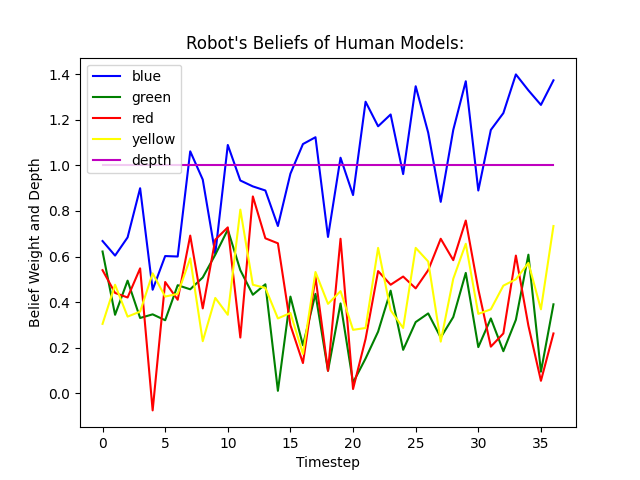 Robot's Beliefs of Human Models:
blue
green
red
yellow
depth
Belief Weight and Depth
1.4
1.2
1.0
0.8
0.6
0.4
0.2
0.0
0 5 10 15 20 25 30 35
Timestep